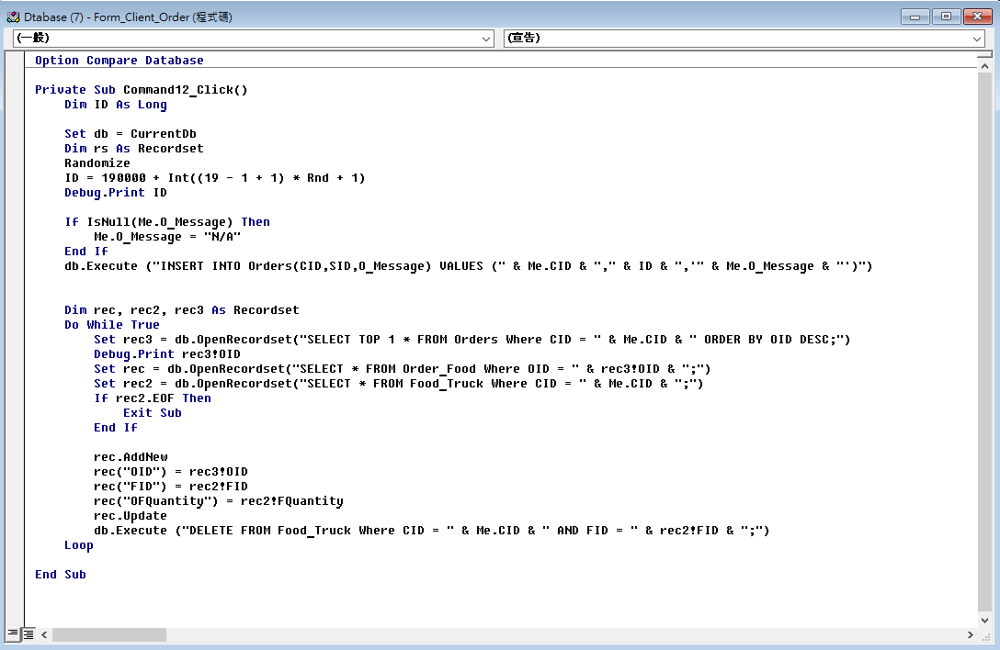 Dtabase (7) - Form_Client_Order (程式碼)
(一般) (宣告)
Option Compare Database
Private Sub Command12_Click()
    Dim ID As Long
    Set db = CurrentDb
    Dim rs As Recordset
    Randomize
    ID = 190000 + Int((19 - 1 + 1) * Rnd + 1)
    Debug.Print ID
    If IsNull(Me.O_Message) Then
        Me.O_Message = "N/A"
    End If
    db.Execute ("INSERT INTO Orders(CID,SID,O_Message) VALUES (" & Me.CID & "," & ID & ",'" & Me.O_Message & "')")
    Dim rec, rec2, rec3 As Recordset
    Do While True
        Set rec3 = db.OpenRecordset("SELECT TOP 1 * FROM Orders Where CID = " & Me.CID & " ORDER BY OID DESC;")
        Debug.Print rec3!OID
        Set rec = db.OpenRecordset("SELECT * FROM Order_Food Where OID = " & rec3!OID & ";")
        Set rec2 = db.OpenRecordset("SELECT * FROM Food_Truck Where CID = " & Me.CID & ";")
        If rec2.EOF Then
            Exit Sub
        End If
        rec.AddNew
        rec("OID") = rec3!OID
        rec("FID") = rec2!FID
        rec("OFQuantity") = rec2!FQuantity
        rec.Update
        db.Execute ("DELETE FROM Food_Truck Where CID = " & Me.CID & " AND FID = " & rec2!FID & ";")
    Loop
End Sub